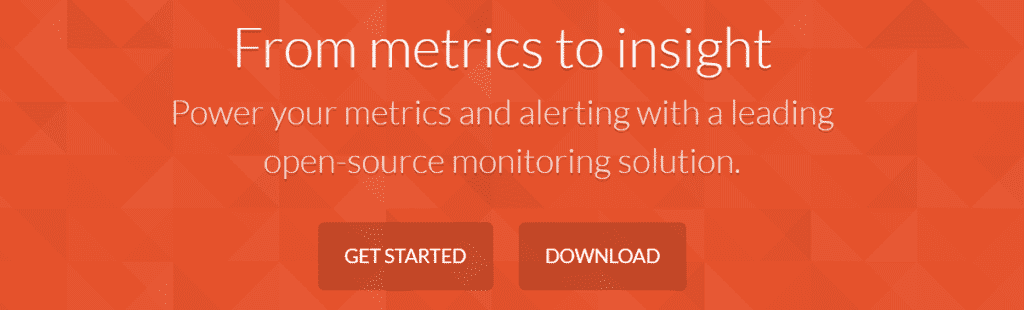 From metrics to insight
Power your metrics and alerting with a leading
open-source monitoring solution.
GET STARTED DOWNLOAD